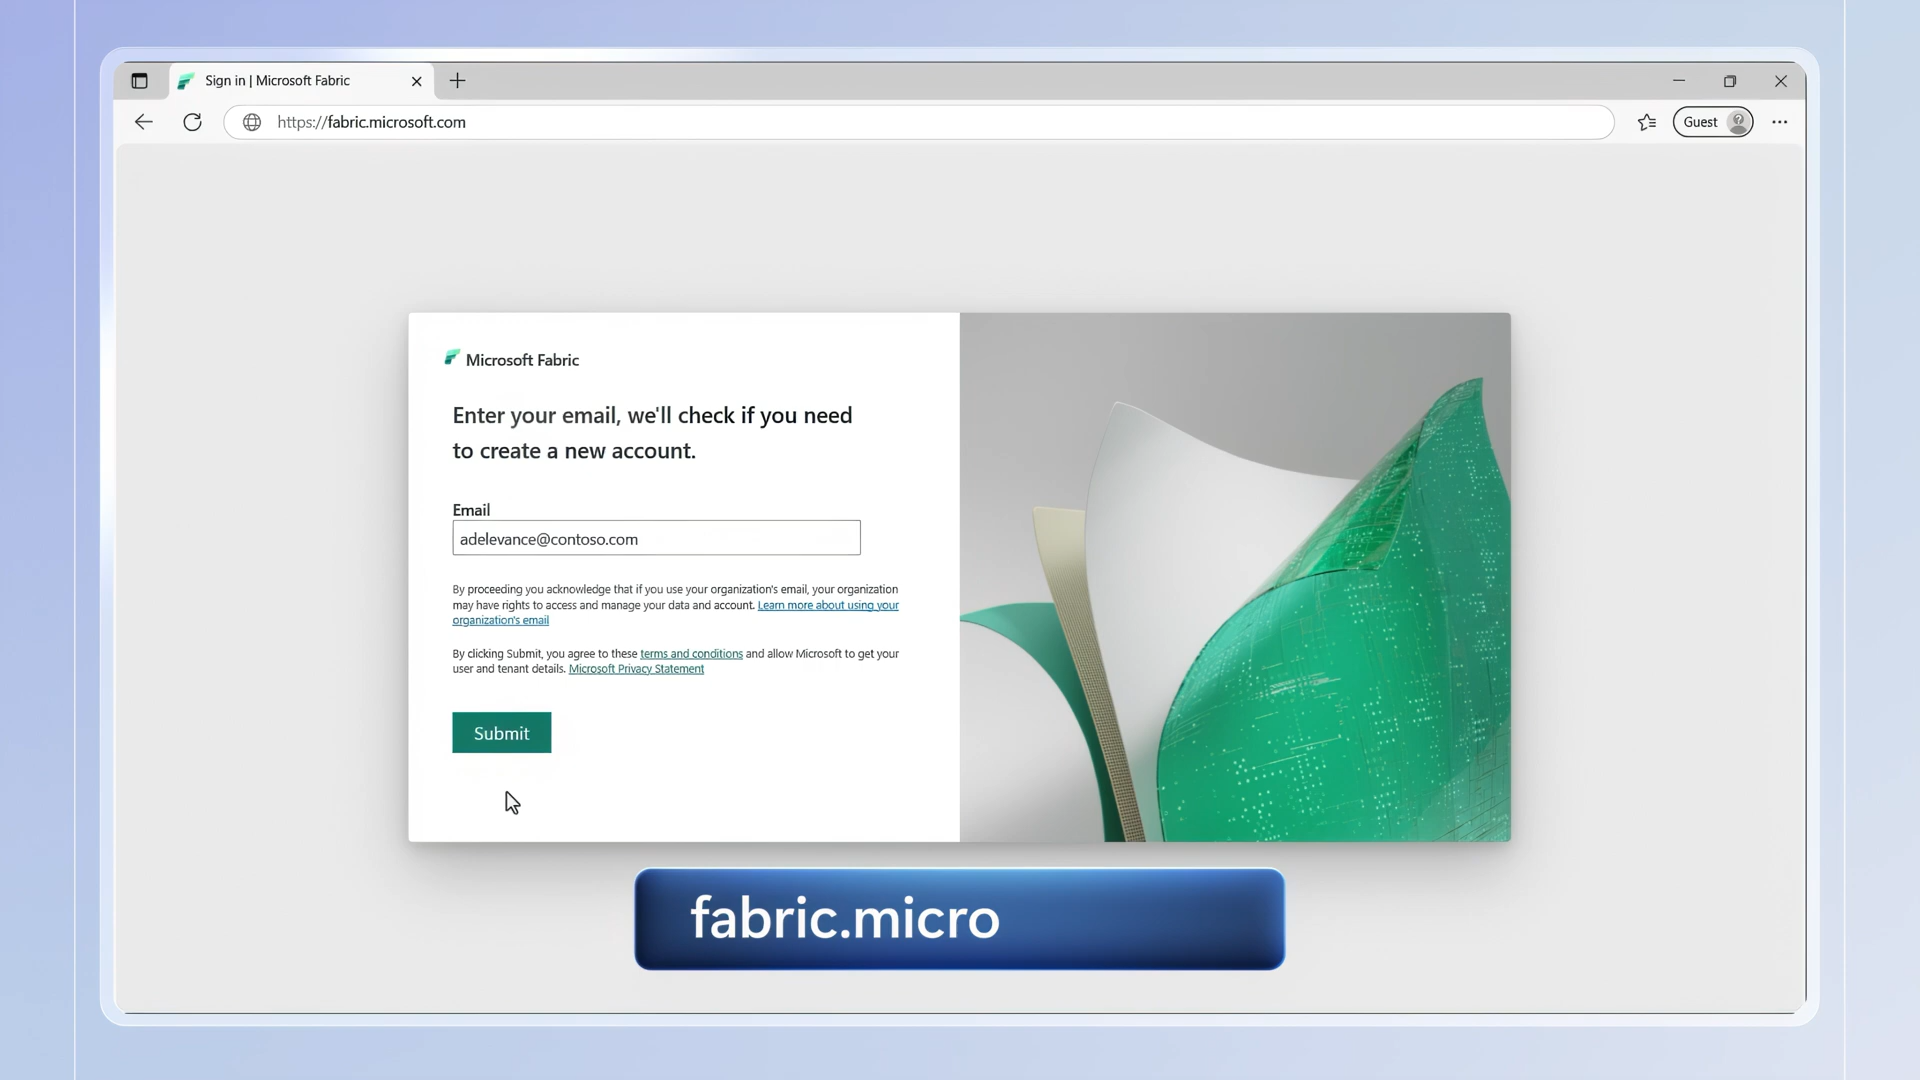 Sign in | Microsoft Fabric
https://fabric.microsoft.com
Guest
Microsoft Fabric
Enter your email, we'll check if you need
to create a new account.
Email
adelevance@contoso.com
By proceeding you acknowledge that if you use your organization's email, your organization
may have rights to access and manage your data and account. Learn more about using your
organization's email
By clicking Submit, you agree to these terms and conditions and allow Microsoft to get your
user and tenant details. Microsoft Privacy Statement
Submit
fabric.micro